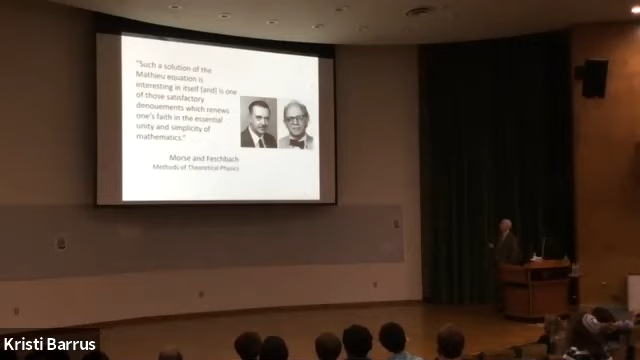 "Such a solution of the
Mathieu equation is
interesting in itself [and] is one
of those satisfactory
denouements which renews
one's faith in the essential
unity and simplicity of
mathematics."
Morse and Feschbach
Methods of Theoretical Physics
Kristi Barrus